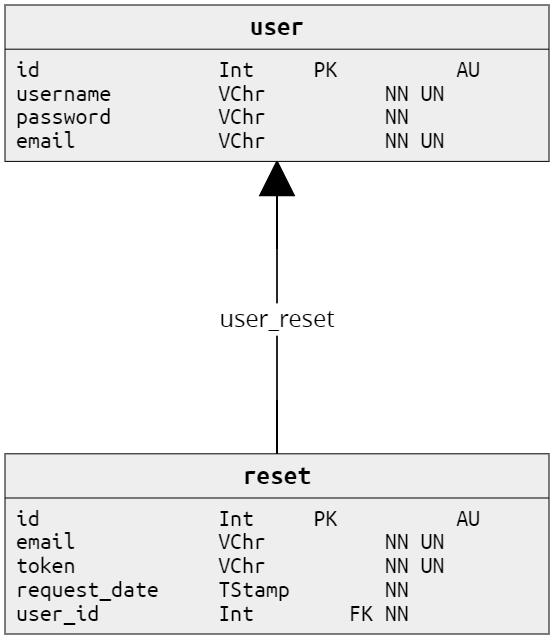 user
id Int PK AU
username VChr NN UN
password VChr NN
email VChr NN UN
user_reset
reset
id Int PK AU
email VChr NN UN
token VChr NN UN
request_date TStamp NN
user_id Int FK NN